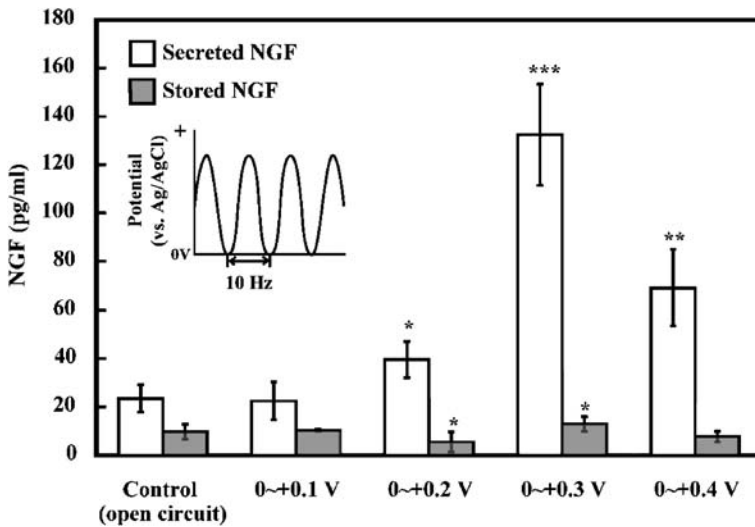 180
160
140
120
100
80
60
40
20
0
NGF (pg/ml)
Secreted NGF
Stored NGF
+
Potential
(vs. Ag/AgCl)
0V
10 Hz
*
*
***
*
**
Control
(open circuit)
0~+0.1 V
0~+0.2 V
0~+0.3 V
0~+0.4 V